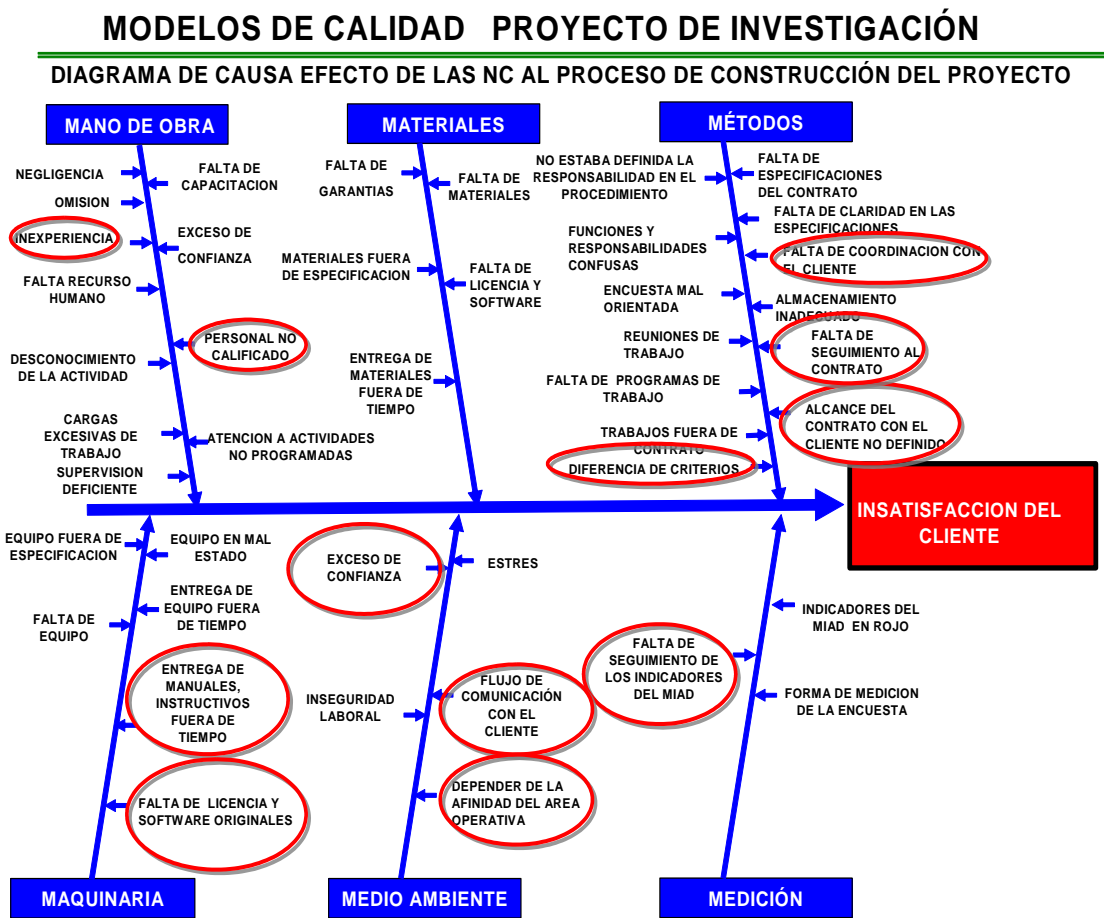 MODELOS DE CALIDAD PROYECTO DE INVESTIGACIÓN
DIAGRAMA DE CAUSA EFECTO DE LAS NC AL PROCESO DE CONSTRUCCIÓN DEL PROYECTO
MANO DE OBRA
NEGLIGENCIA
FALTA DE
CAPACITACION
OMISION
INEXPERIENCIA
EXCESO DE
CONFIANZA
FALTA RECURSO
HUMANO
PERSONAL NO
CALIFICADO
DESCONOCIMIENTO
DE LA ACTIVIDAD
CARGAS
EXCESIVAS DE
TRABAJO
ATENCION A ACTIVIDADES
NO PROGRAMADAS
SUPERVISION
DEFICIENTE
MATERIALES
FALTA DE
GARANTIAS
FALTA DE
MATERIALES
MATERIALES FUERA
DE ESPECIFICACION
FALTA DE
LICENCIA Y
SOFTWARE
ENTREGA DE
MATERIALES
FUERA DE
TIEMPO
MÉTODOS
NO ESTABA DEFINIDA LA
RESPONSABILIDAD EN EL
PROCEDIMIENTO
FALTA DE
ESPECIFICACIONES
DEL CONTRATO
FALTA DE CLARIDAD EN LAS
ESPECIFICACIONES
FUNCIONES Y
RESPONSABILIDADES
CONFUSAS
FALTA DE COORDINACION CON
EL CLIENTE
ENCUESTA MAL
ORIENTADA
ALMACENAMIENTO
INADECUADO
REUNIONES DE
TRABAJO
FALTA DE
SEGUIMIENTO AL
CONTRATO
FALTA DE PROGRAMAS DE
TRABAJO
ALCANCE DEL
CONTRATO CON EL
CLIENTE NO DEFINIDO
TRABAJOS FUERA DE
CONTRATO
DIFERENCIA DE CRITERIOS
INSATISFACCION DEL
CLIENTE
EQUIPO FUERA DE
ESPECIFICACION
EQUIPO EN MAL
ESTADO
ENTREGA DE
EQUIPO FUERA
DE TIEMPO
FALTA DE
EQUIPO
ENTREGA DE
MANUALES,
INSTRUCTIVOS
FUERA DE
TIEMPO
FALTA DE LICENCIA Y
SOFTWARE ORIGINALES
MAQUINARIA
EXCESO DE
CONFIANZA
ESTRES
INSEGURIDAD
LABORAL
FLUJO DE
COMUNICACIÓN
CON EL
CLIENTE
DEPENDER DE LA
AFINIDAD DEL AREA
OPERATIVA
MEDIO AMBIENTE
INDICADORES DEL
MIAD EN ROJO
FALTA DE
SEGUIMIENTO DE
LOS INDICADORES
DEL MIAD
FORMA DE MEDICION
DE LA ENCUESTA
MEDICIÓN